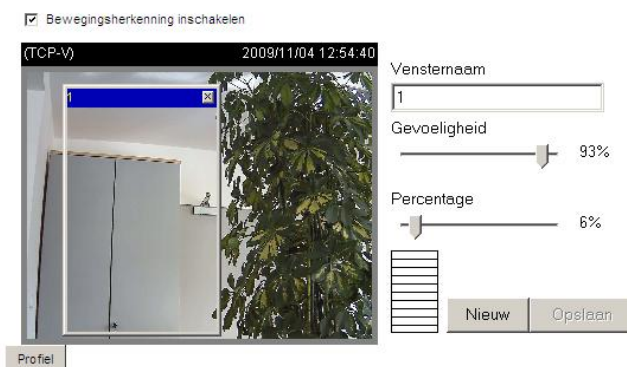 Bewegingsherkenning inschakelen
(TCP-V) 2009/11/04 12:54:40
1
Vensternaam
1
Gevoeligheid
93%
Percentage
6%
Nieuw Opslaan
Profiel